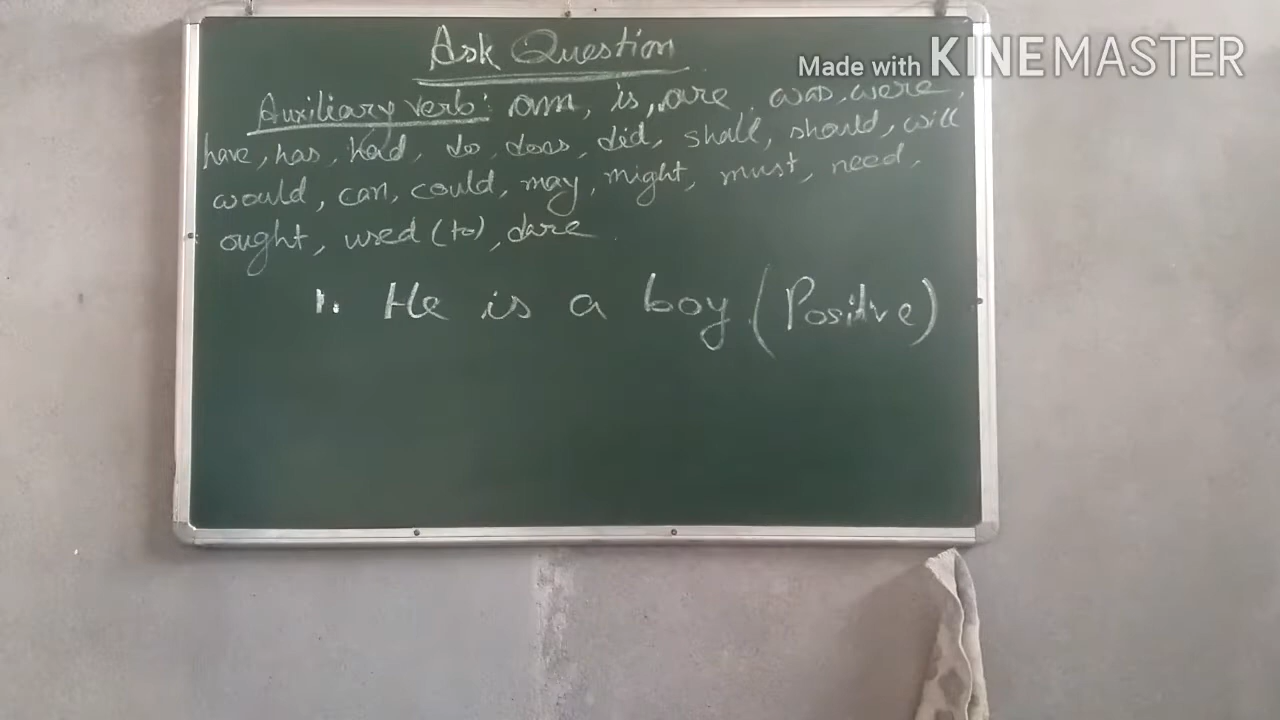 Ask Question
Made with KINEMASTER
Auxiliary verb: am, is, are, was, were,
have, has, had, do, does, did, shall, should, will
would, can, could, may, might, must, need,
ought, used (to), dare.
1. He is a boy (Positive)